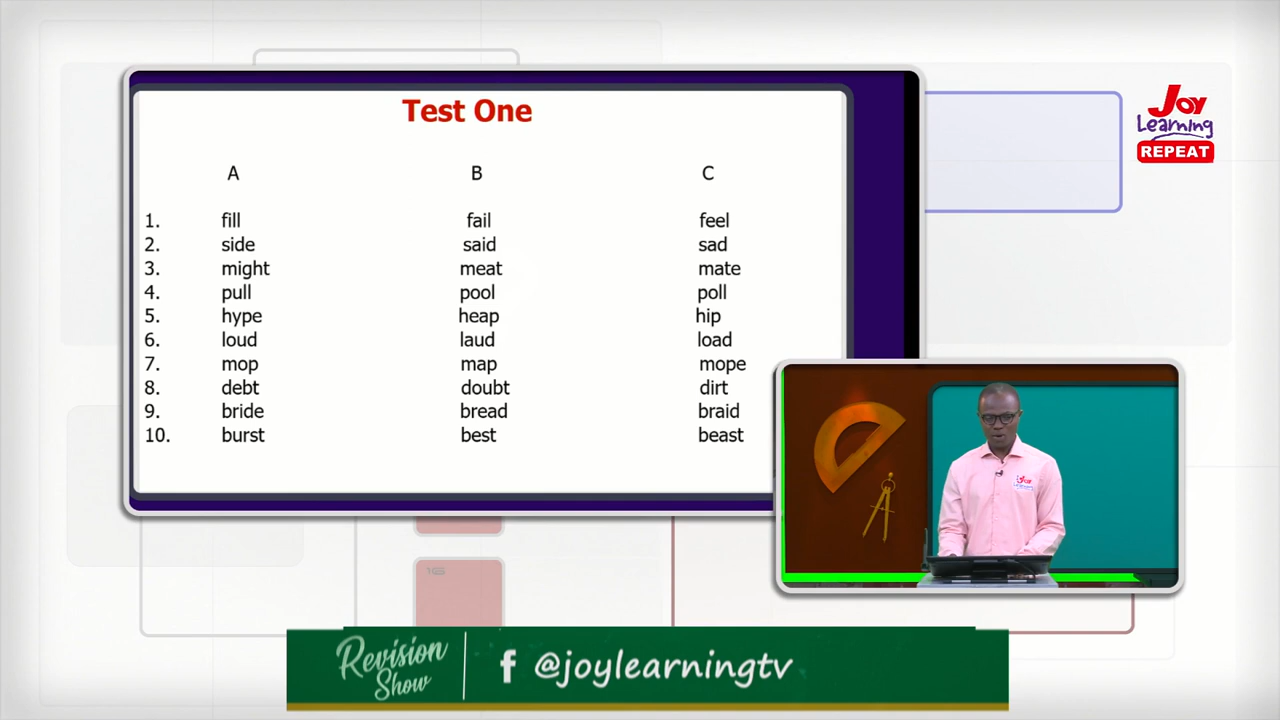 Test One
A B C
1. fill fail feel
2. side said sad
3. might meat mate
4. pull pool poll
5. hype heap hip
6. loud laud load
7. mop map mope
8. debt doubt dirt
9. bride bread braid
10. burst best beast
Joy
Learning
REPEAT
Revision
Show
f @joylearningtv